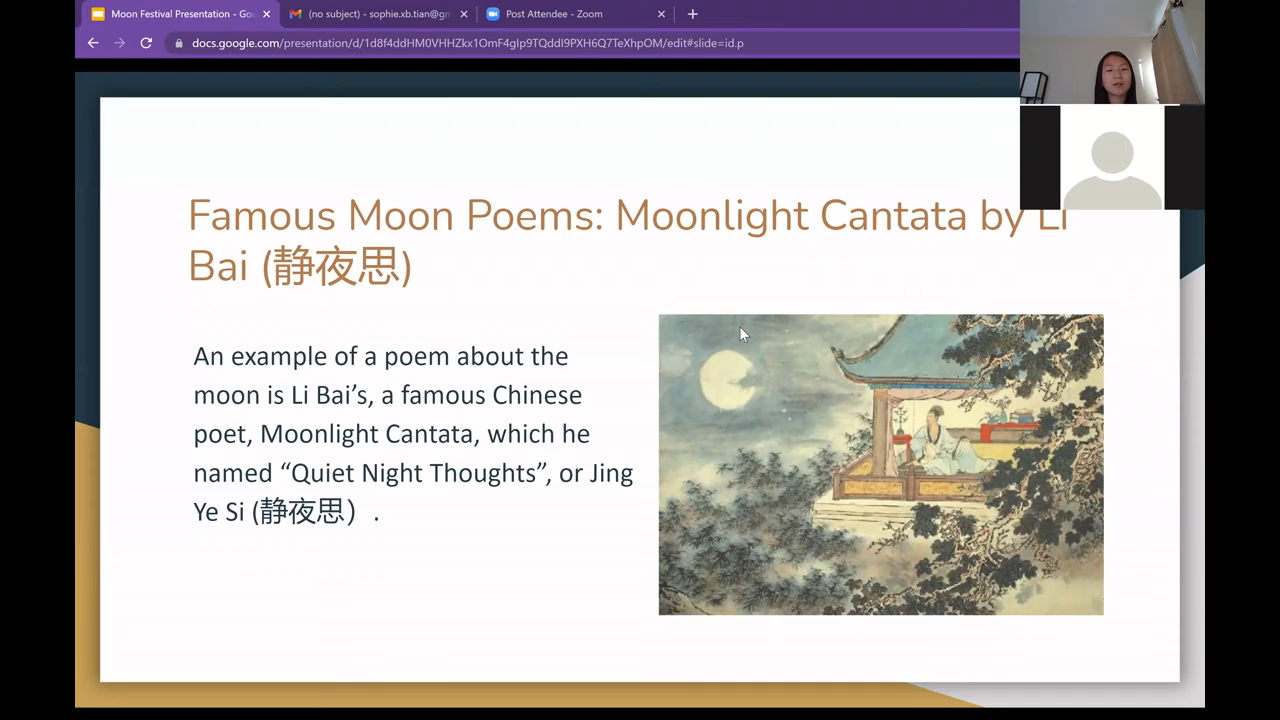 Moon Festival Presentation - Goo
(no subject) - sophie.xb.tian@gm
Post Attendee - Zoom
docs.google.com/presentation/d/1d8f4ddHM0VHHZkx1OmF4gIp9TQddI9PXH6Q7TeXhpOM/edit#slide=id.p
Famous Moon Poems: Moonlight Cantata by Li
Bai (静夜思)
An example of a poem about the
moon is Li Bai’s, a famous Chinese
poet, Moonlight Cantata, which he
named “Quiet Night Thoughts”, or Jing
Ye Si (静夜思）.